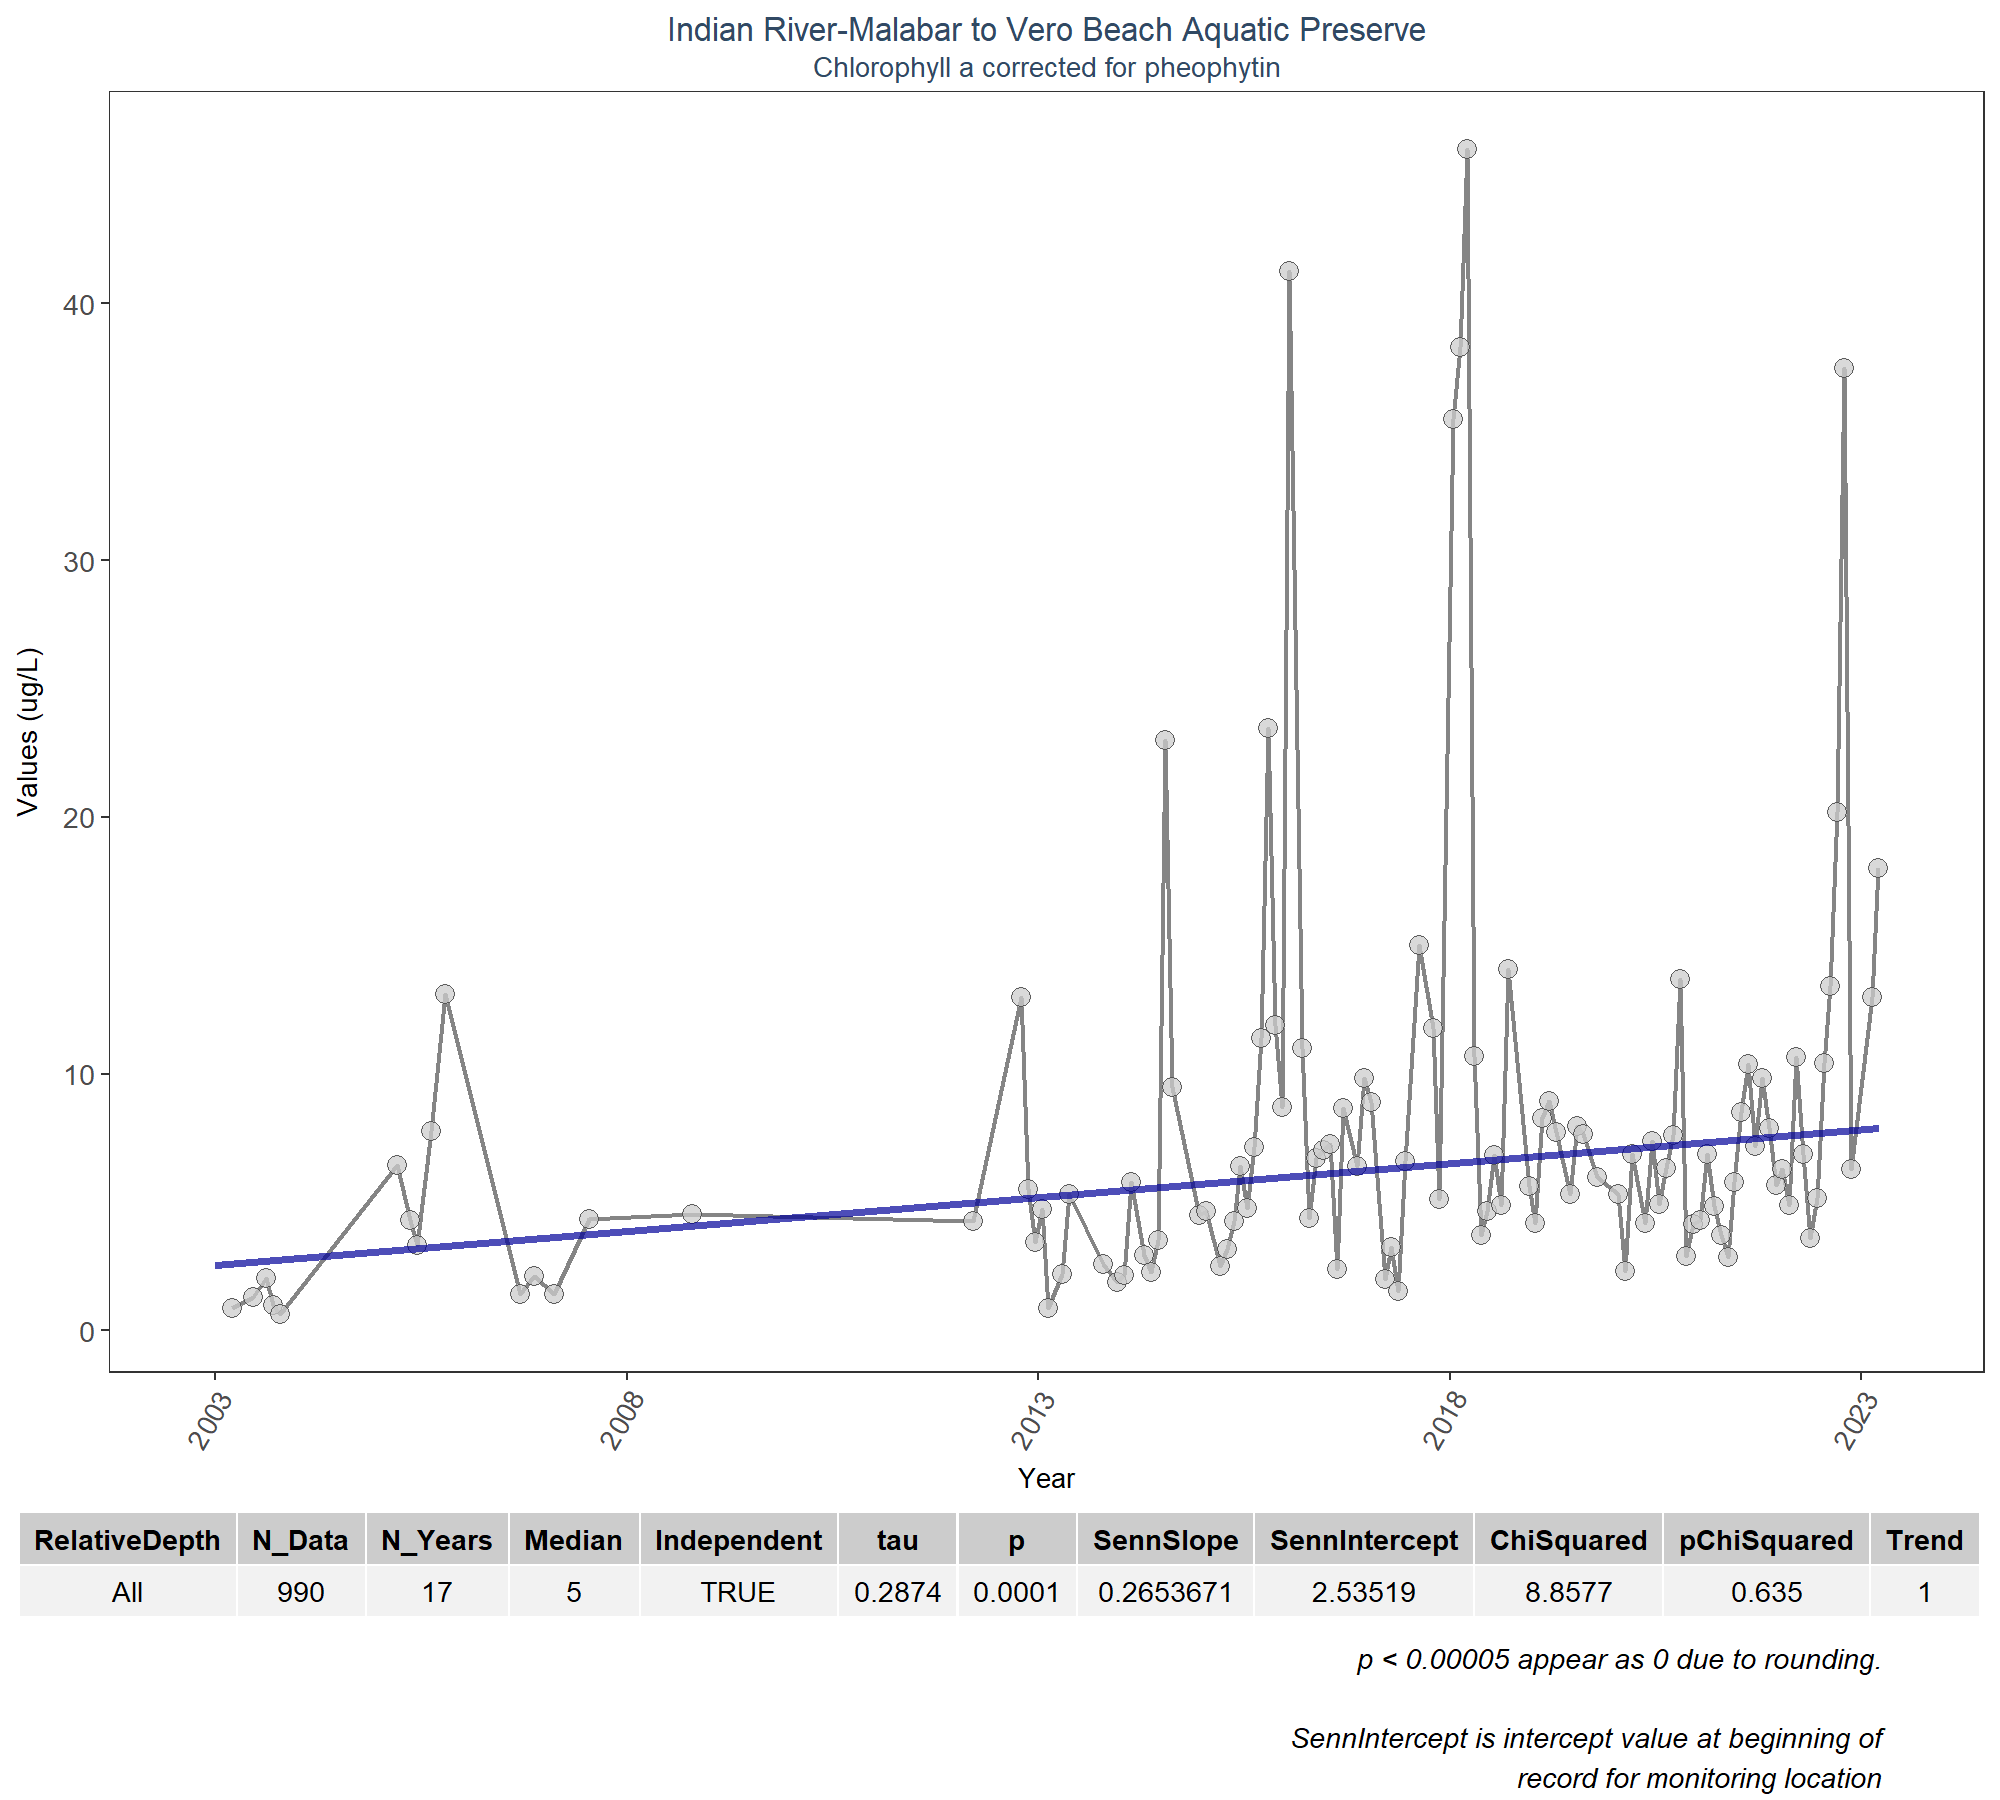 Indian River-Malabar to Vero Beach Aquatic Preserve
Chlorophyll a corrected for pheophytin
Values (ug/L)
40
30
20
10
0
2003 2008 2013 2018 2023
Year
RelativeDepth N_Data N_Years Median Independent tau p SennSlope SennIntercept ChiSquared pChiSquared Trend
All 990 17 5 TRUE 0.2874 0.0001 0.2653671 2.53519 8.8577 0.635 1
p < 0.00005 appear as 0 due to rounding.
SennIntercept is intercept value at beginning of
record for monitoring location